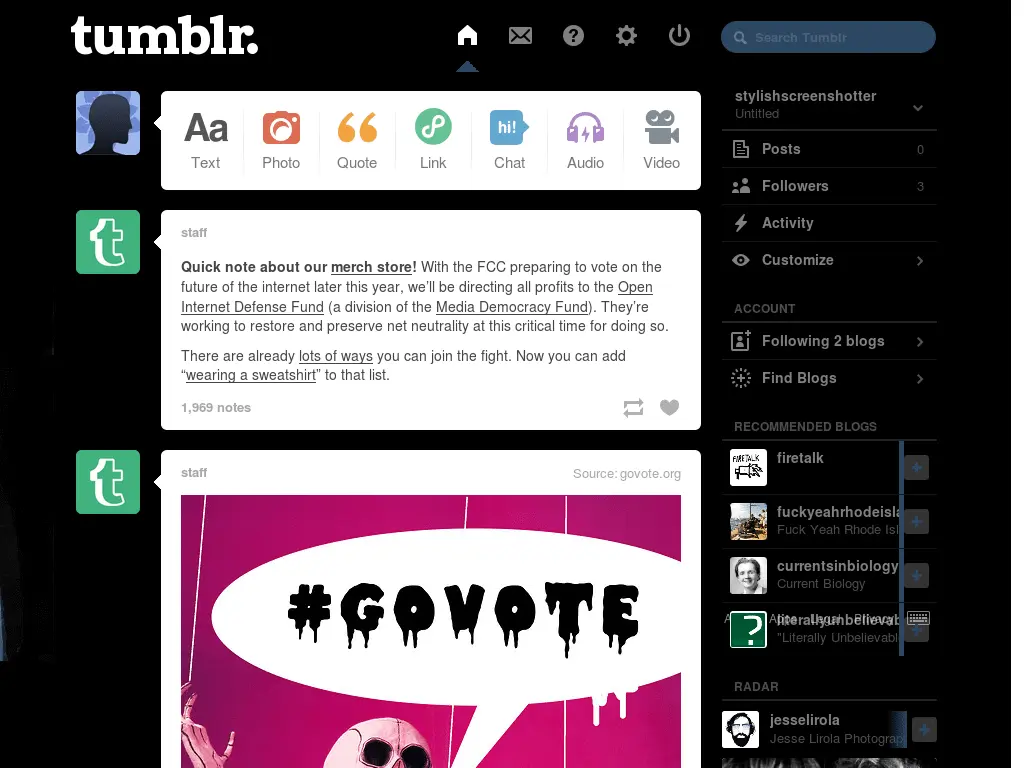 tumblr.
Search Tumblr
Aa
hi!
Text
Photo
Quote
Link
Chat
Audio
Video
staff
Quick note about our merch store! With the FCC preparing to vote on the
future of the internet later this year, we’ll be directing all profits to the Open
Internet Defense Fund (a division of the Media Democracy Fund). They’re
working to restore and preserve net neutrality at this critical time for doing so.
There are already lots of ways you can join the fight. Now you can add
“wearing a sweatshirt” to that list.
1,969 notes
staff
Source: govote.org
#GOVOTE
stylishscreenshotter
Untitled
Posts 0
Followers 3
Activity
Customize
ACCOUNT
Following 2 blogs
Find Blogs
RECOMMENDED BLOGS
FIRETALK
firetalk
fuckyeahrhodeisla
Fuck Yeah Rhode Isl
currentsinbiology
Current Biology
literallyunbelievab
Legal Privacy
"Literally Unbelievabl
RADAR
jesselirola
Jesse Lirola Photograp